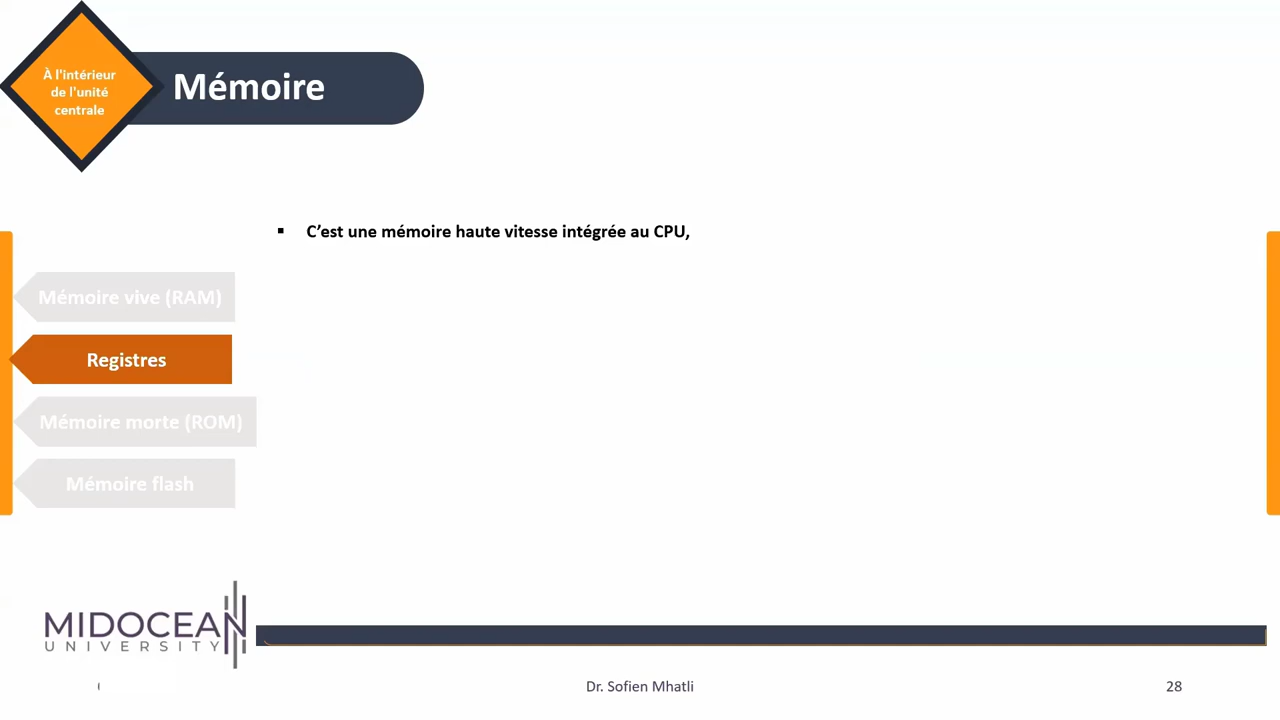 À l'intérieur
de l'unité
centrale
Mémoire
▪ C’est une mémoire haute vitesse intégrée au CPU,
Mémoire vive (RAM)
Registres
Mémoire morte (ROM)
Mémoire flash
MIDOCEAN
UNIVERSITY
Dr. Sofien Mhatli
28